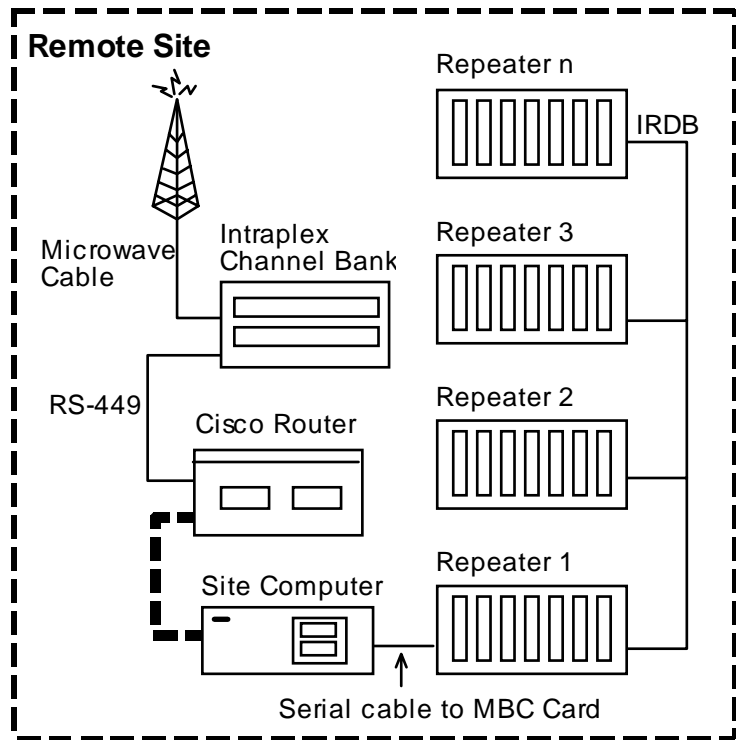 Remote Site
Repeater n
IRDB
Microwave
Cable
Intraplex
Channel Bank
Repeater 3
RS-449
Cisco Router
Repeater 2
Site Computer
Repeater 1
Serial cable to MBC Card